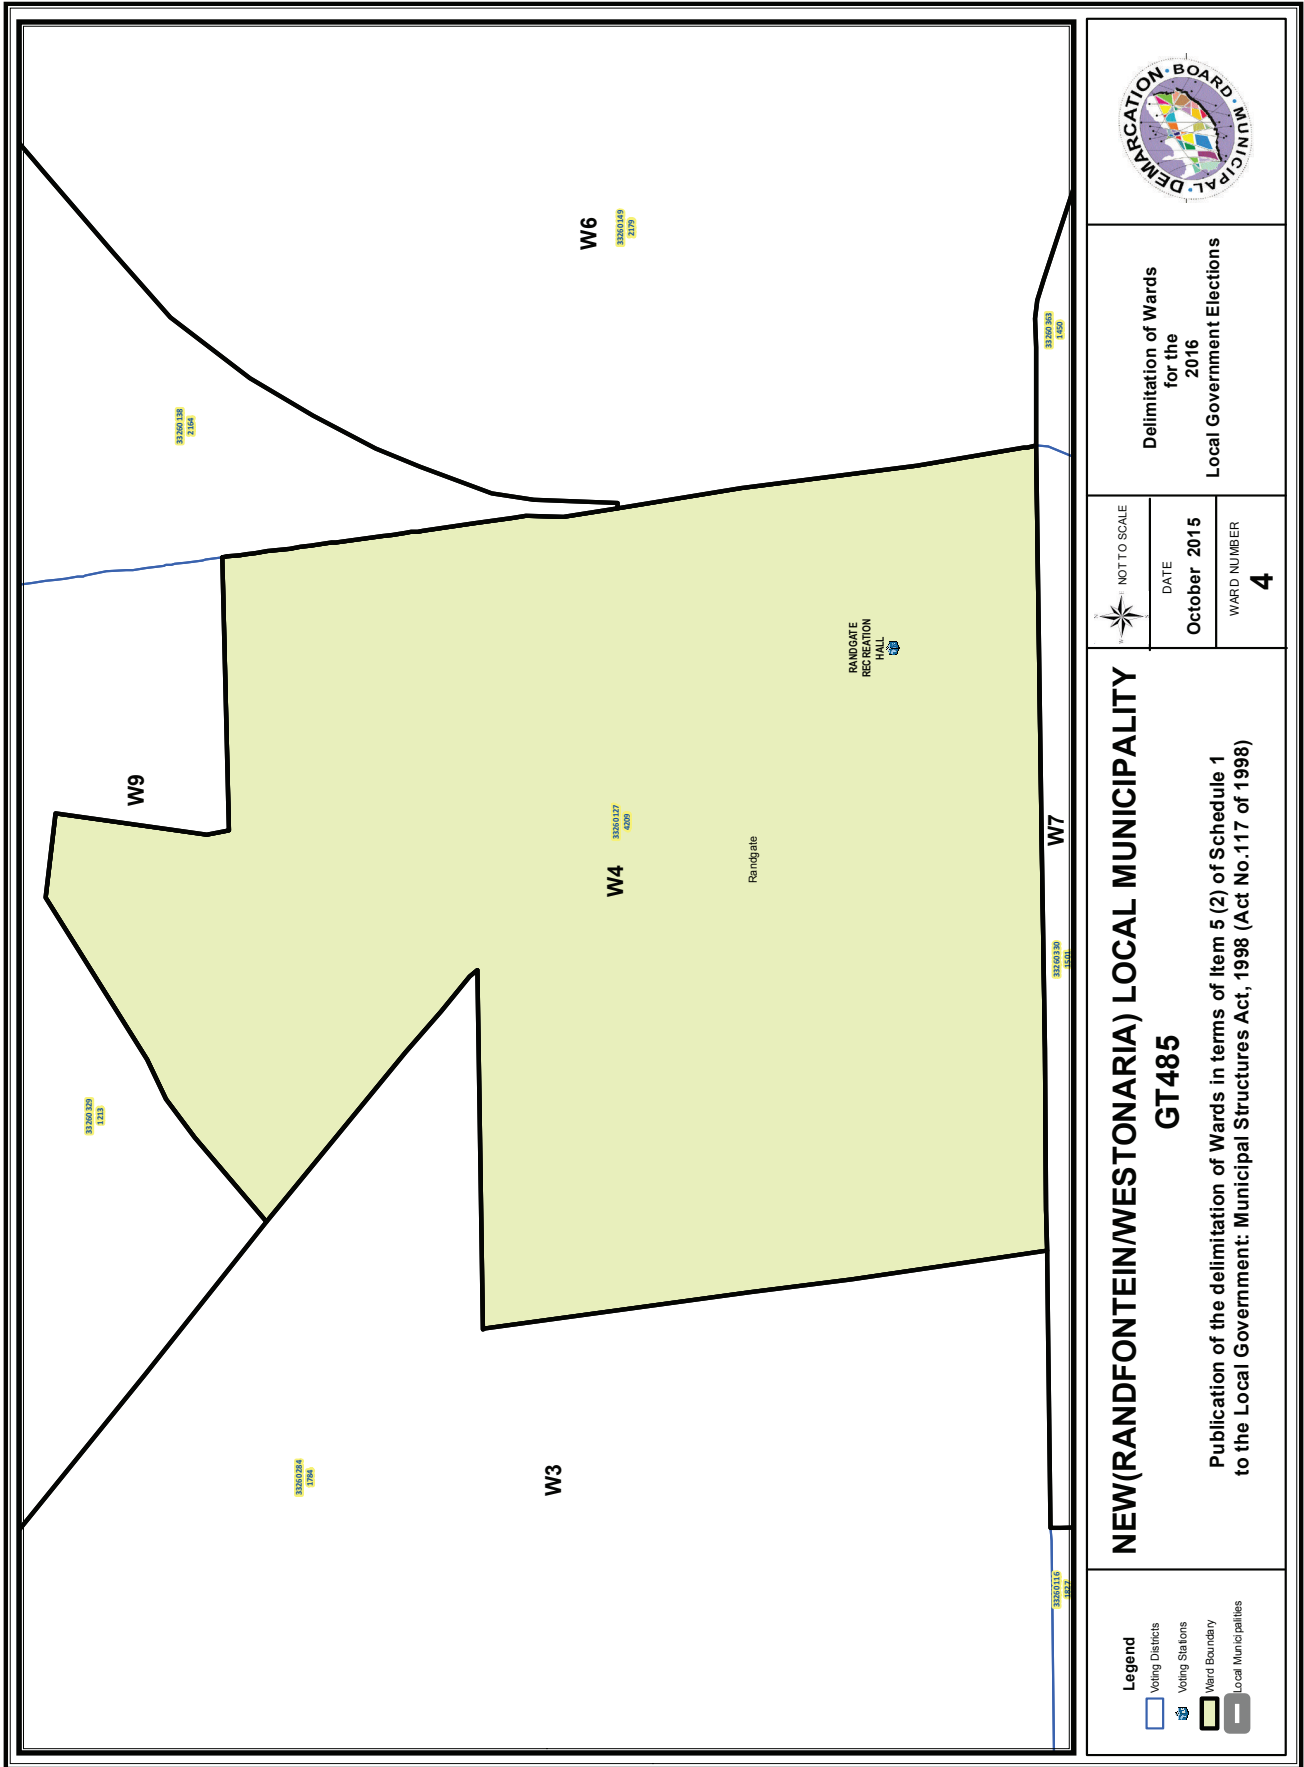 33260329
1213
W9
33260138
2164
33260284
1784
W3
W4
33260127
4209
W6
33260149
2179
Randgate
RANDGATE
RECREATION
HALL
33260116
1827
33260330
1501
W7
33260363
1450
Legend
Voting Districts
Voting Stations
Ward Boundary
Local Municipalities
NEW(RANDFONTEIN/WESTONARIA) LOCAL MUNICIPALITY
GT485
Publication of the delimitation of Wards in terms of Item 5 (2) of Schedule 1
to the Local Government: Municipal Structures Act, 1998 (Act No.117 of 1998)
N
W
E
S
NOT TO SCALE
DATE
October 2015
WARD NUMBER
4
Delimitation of Wards
for the
2016
Local Government Elections
MUNICIPAL DEMARCATION BOARD